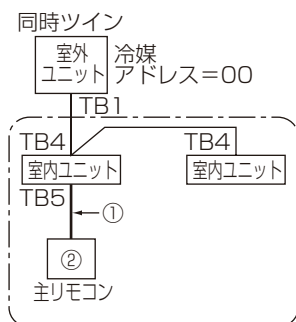 同時ツイン
室外
ユニット
冷媒
アドレス=00
TB1
TB4
TB4
室内ユニット
室内ユニット
TB5
①
②
主リモコン